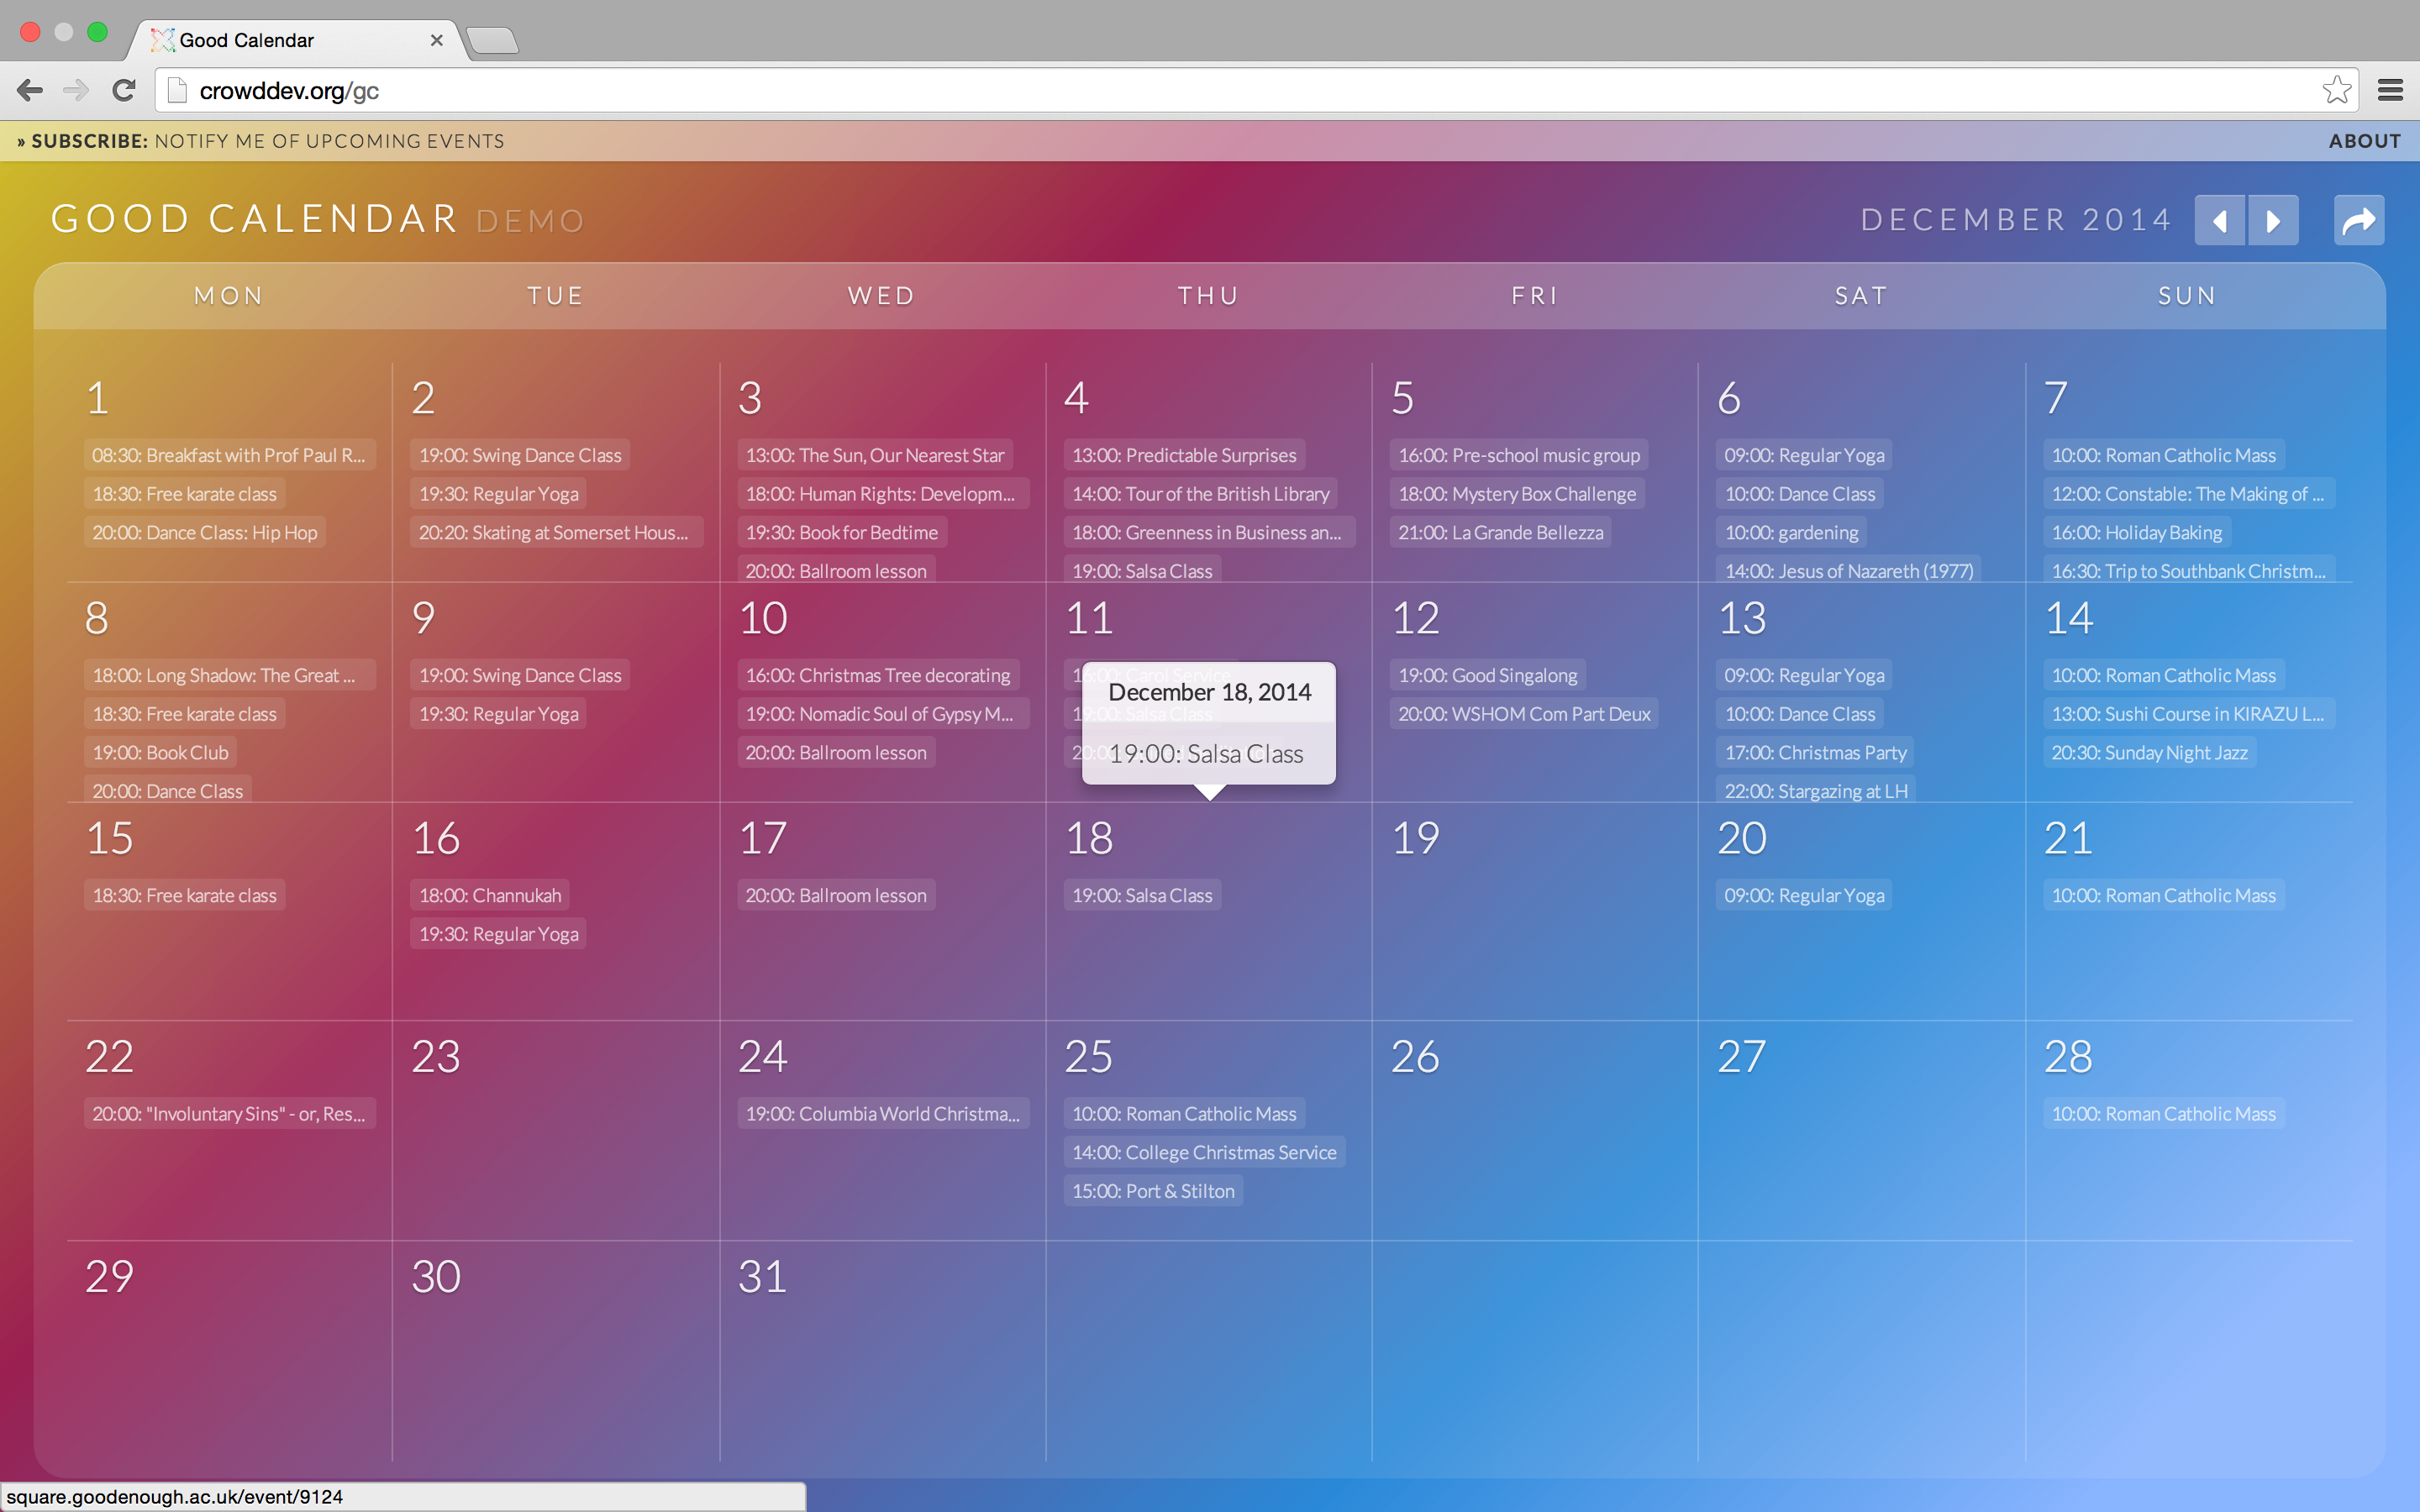 Good Calendar
crowddev.org/gc
» SUBSCRIBE: NOTIFY ME OF UPCOMING EVENTS
ABOUT
GOOD CALENDAR DEMO
DECEMBER 2014
MON TUE WED THU FRI SAT SUN
1
08:30: Breakfast with Prof Paul R...
18:30: Free karate class
20:00: Dance Class: Hip Hop
2
19:00: Swing Dance Class
19:30: Regular Yoga
20:20: Skating at Somerset Hous...
3
13:00: The Sun, Our Nearest Star
18:00: Human Rights: Developm...
19:30: Book for Bedtime
20:00: Ballroom lesson
4
13:00: Predictable Surprises
14:00: Tour of the British Library
18:00: Greenness in Business an...
19:00: Salsa Class
5
16:00: Pre-school music group
18:00: Mystery Box Challenge
21:00: La Grande Bellezza
6
09:00: Regular Yoga
10:00: Dance Class
10:00: gardening
14:00: Jesus of Nazareth (1977)
7
10:00: Roman Catholic Mass
12:00: Constable: The Making of ...
16:00: Holiday Baking
16:30: Trip to Southbank Christm...
8
18:00: Long Shadow: The Great ...
18:30: Free karate class
19:00: Book Club
20:00: Dance Class
9
19:00: Swing Dance Class
19:30: Regular Yoga
10
16:00: Christmas Tree decorating
19:00: Nomadic Soul of Gypsy M...
20:00: Ballroom lesson
11
Carol Service
19:00: Salsa Class
December 18, 2014
19:00: Salsa Class
12
19:00: Good Singalong
20:00: WSHOM Com Part Deux
13
09:00: Regular Yoga
10:00: Dance Class
17:00: Christmas Party
22:00: Stargazing at LH
14
10:00: Roman Catholic Mass
13:00: Sushi Course in KIRAZU L...
20:30: Sunday Night Jazz
15
18:30: Free karate class
16
18:00: Channukah
19:30: Regular Yoga
17
20:00: Ballroom lesson
18
19:00: Salsa Class
19
20
09:00: Regular Yoga
21
10:00: Roman Catholic Mass
22
20:00: "Involuntary Sins" - or, Res...
23
24
19:00: Columbia World Christma...
25
10:00: Roman Catholic Mass
14:00: College Christmas Service
15:00: Port & Stilton
26
27
28
10:00: Roman Catholic Mass
29
30
31
square.goodenough.ac.uk/event/9124